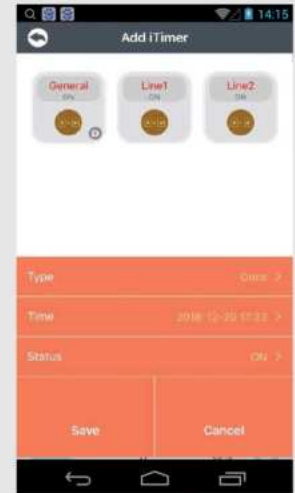 14:15
Add iTimer
General Line1 Line2
ON ON ON
Type Once >
Time 2018-12-20 17:33 >
Status ON >
Save Cancel